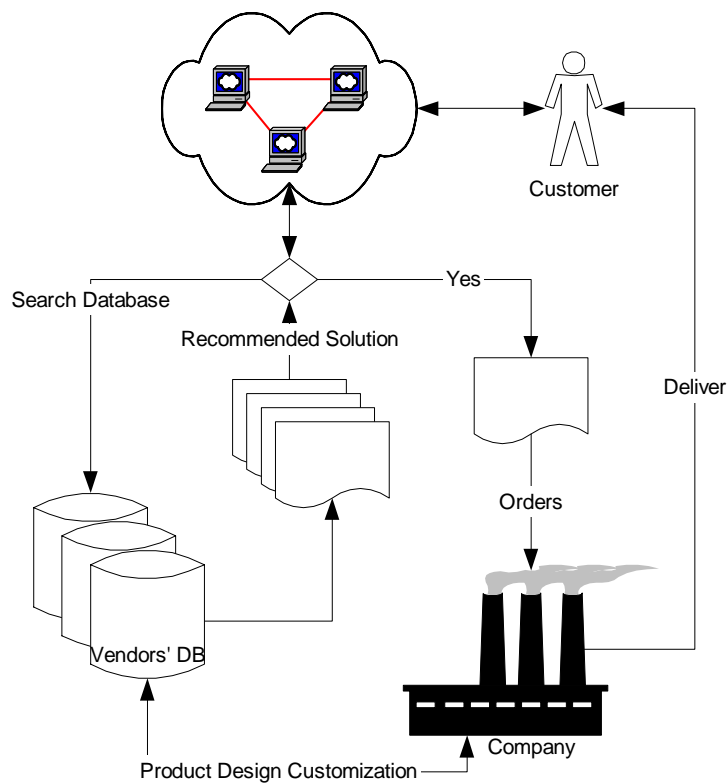 Customer
Search Database
Yes
Recommended Solution
Deliver
Orders
Vendors' DB
Company
Product Design Customization